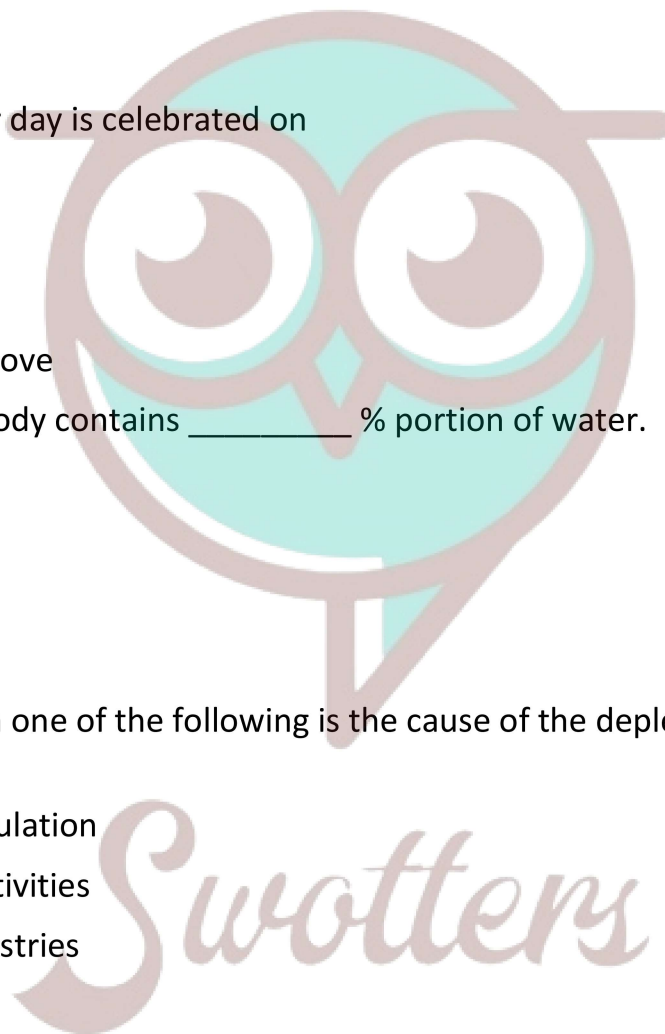 day is celebrated on
ove
ody contains _________ % portion of water.
one of the following is the cause of the deple
ulation
tivities
stries
Swotters